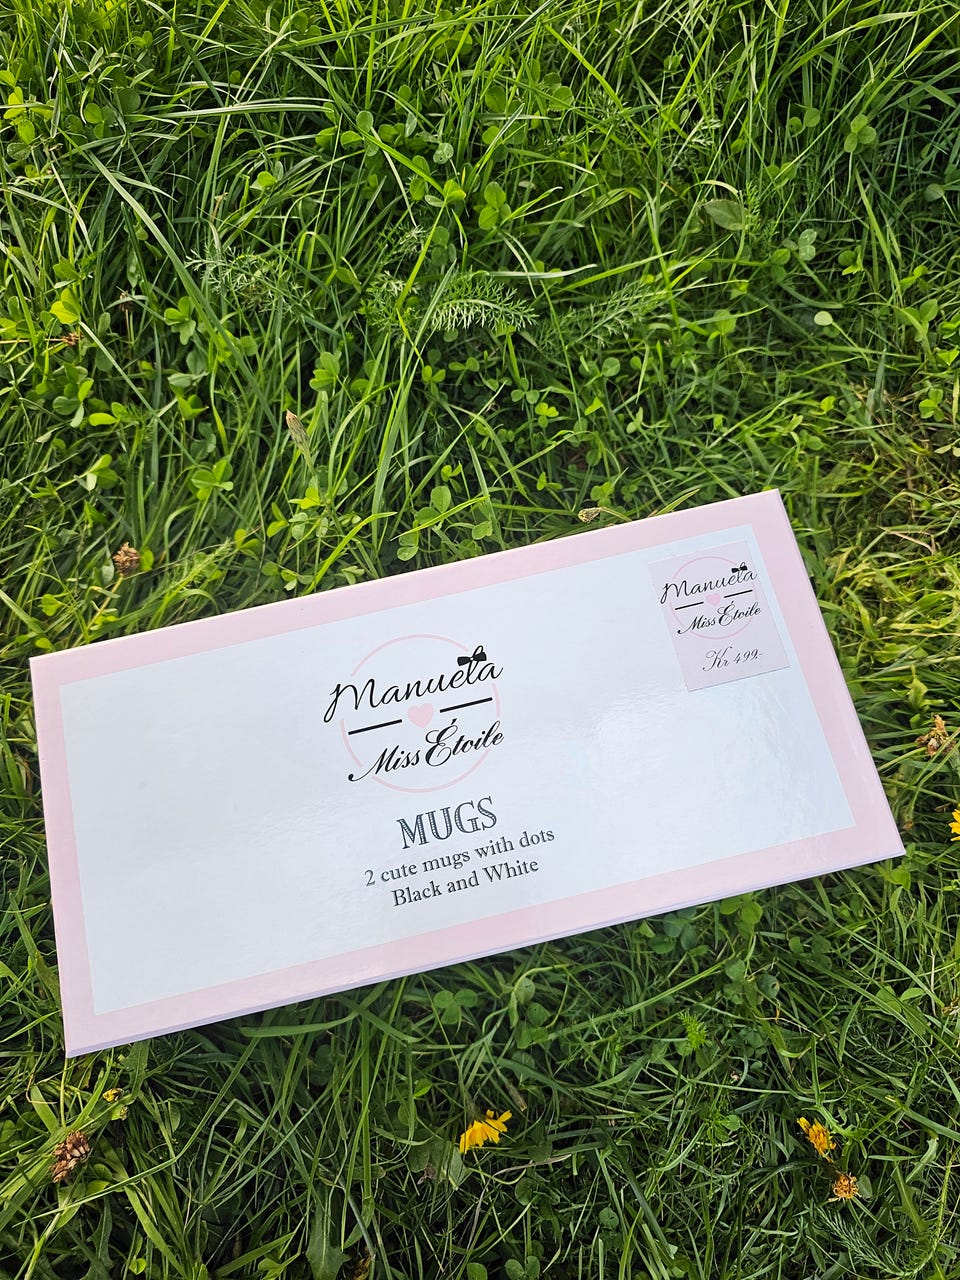 Manuela
Miss Étoile
Kr 499,-
Manuela
Miss Étoile
MUGS
2 cute mugs with dots
Black and White